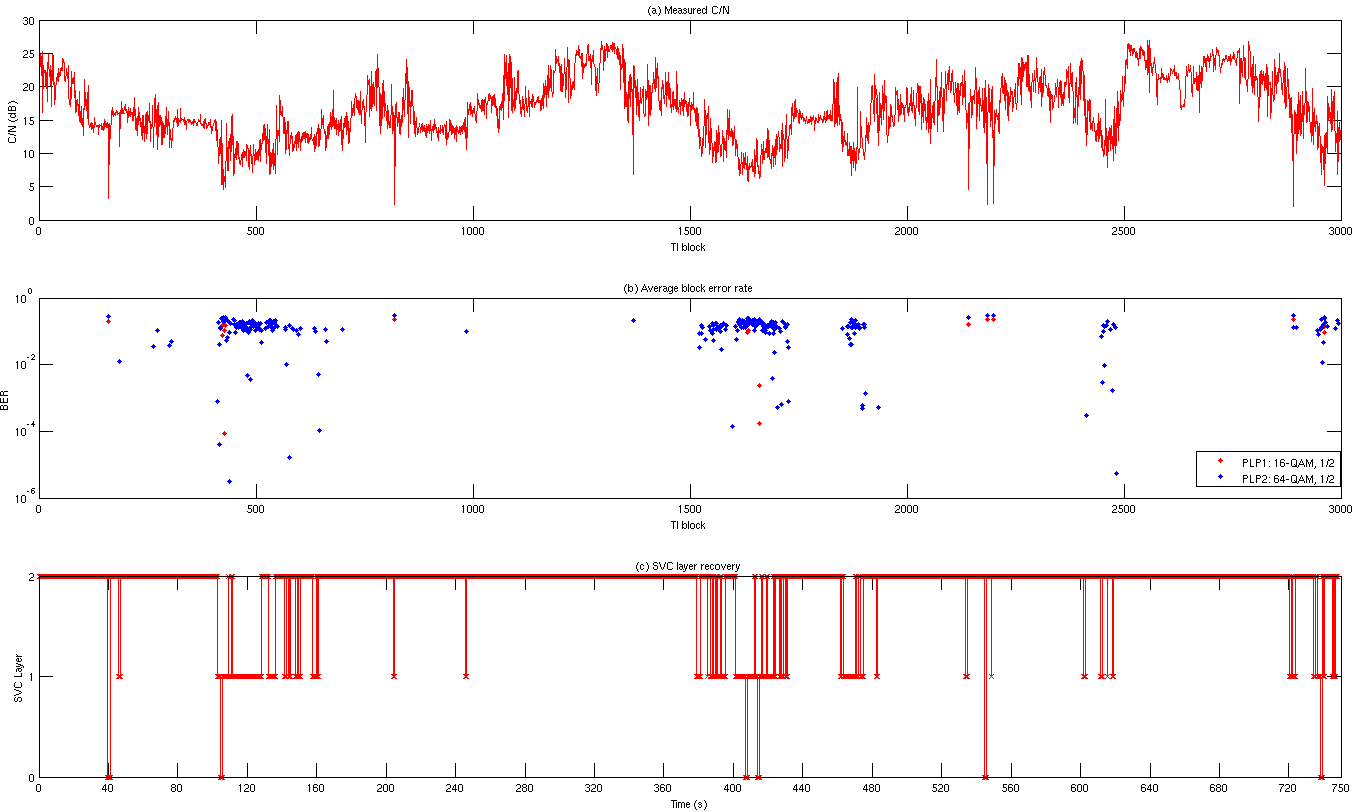 (a) Measured C/N
30
25
20
15
10
5
0
C/N (dB)
0 500 1000 1500 2000 2500 3000
TI block
(b) Average block error rate
10^0
10^-2
10^-4
10^-6
BER
PLP1: 16-QAM, 1/2
PLP2: 64-QAM, 1/2
0 500 1000 1500 2000 2500 3000
TI block
(c) SVC layer recovery
2
1
0
SVC Layer
0 40 80 120 160 200 240 280 320 360 400 440 480 520 560 600 640 680 720 750
Time (s)